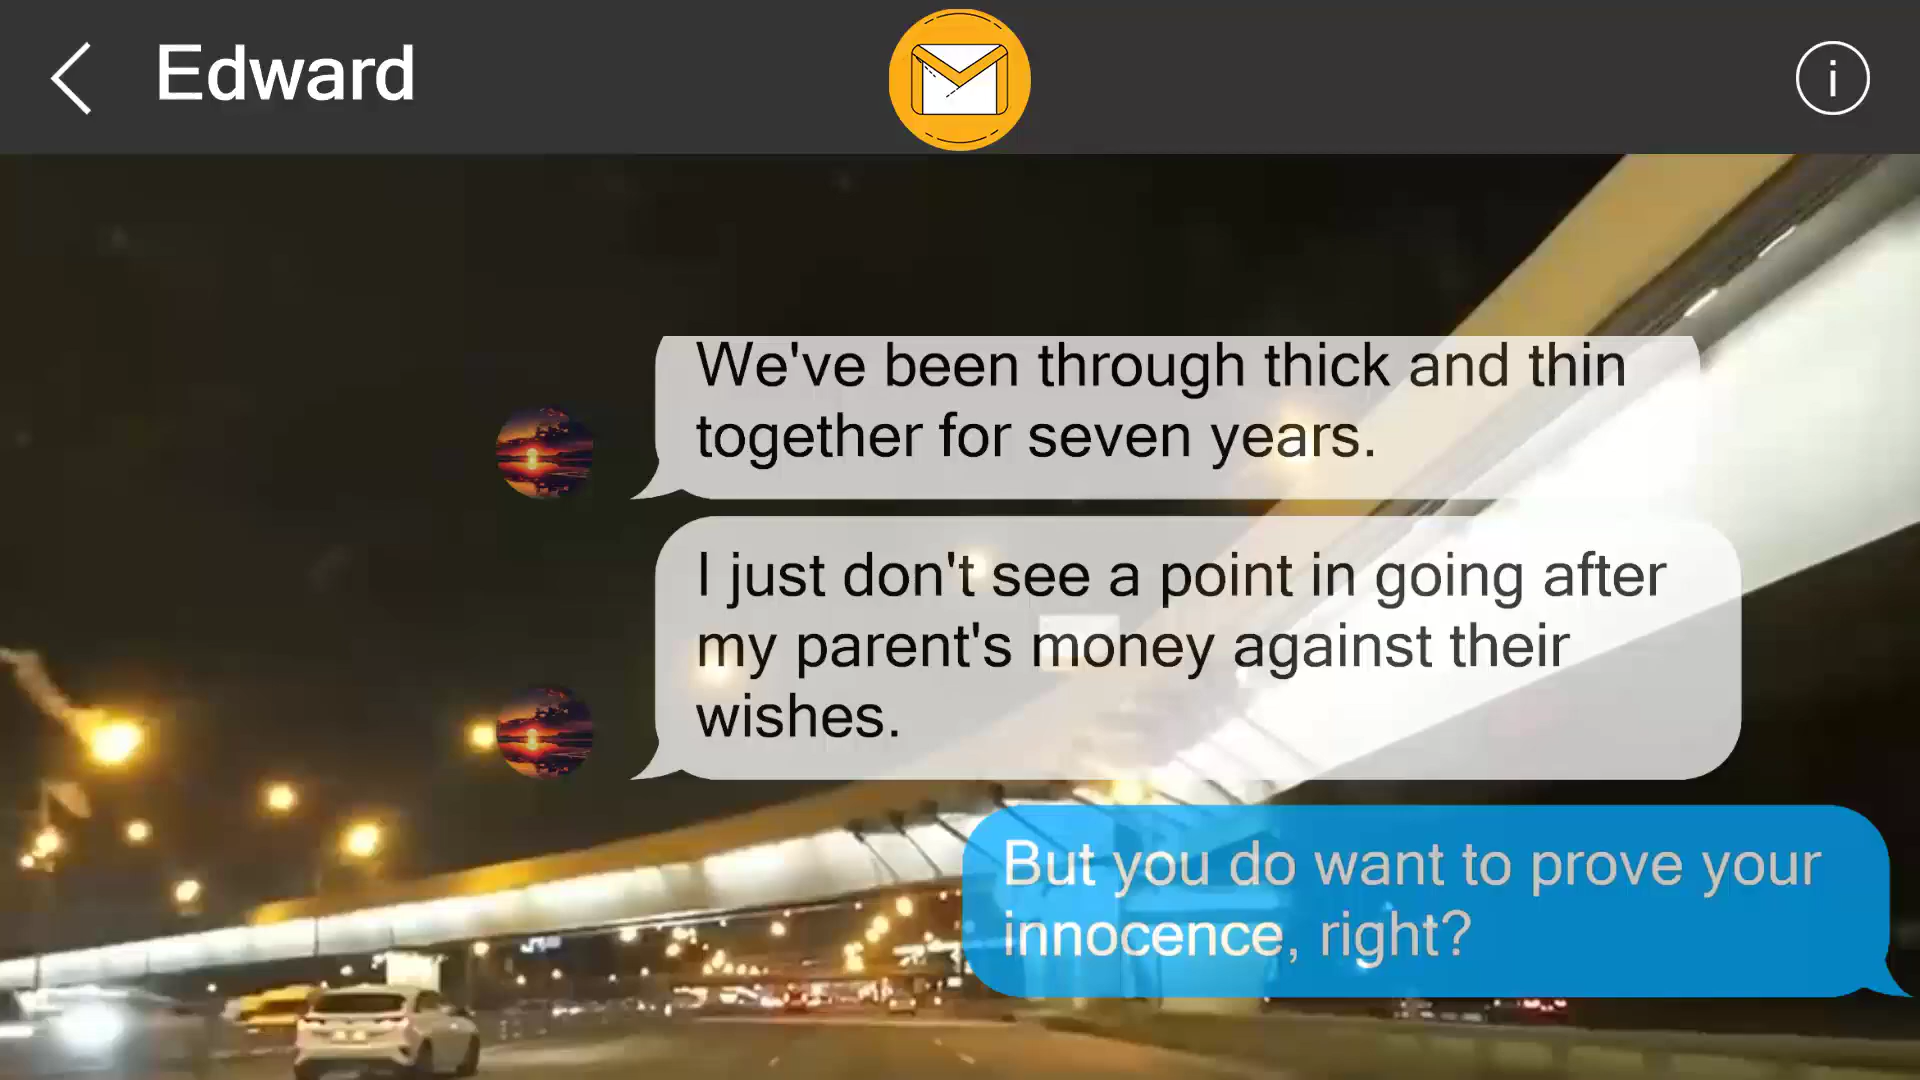 Edward
We've been through thick and thin
together for seven years.
I just don't see a point in going after
my parent's money against their
wishes.
But you do want to prove your
innocence, right?